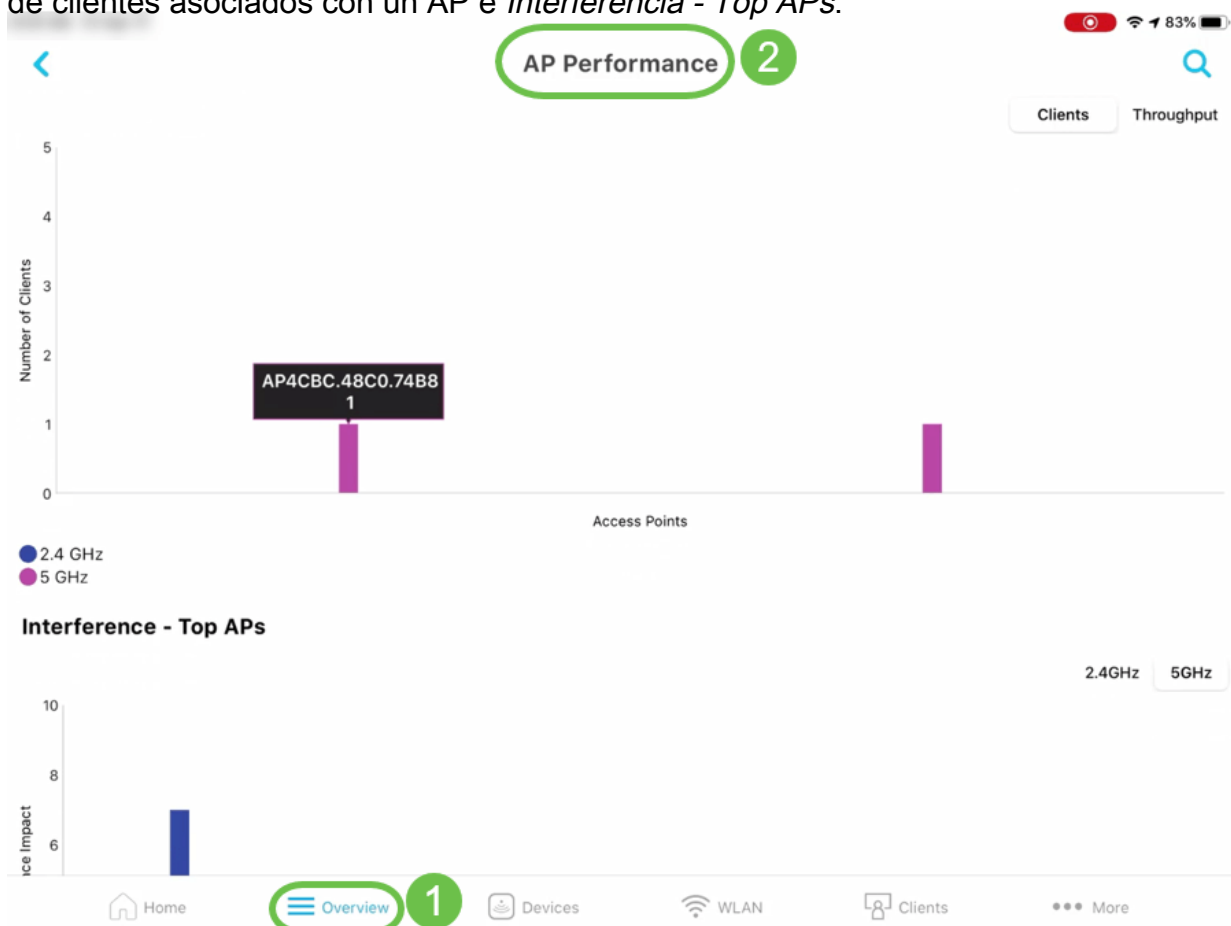 de clientes asociados con un AP e Interferencia - Top APs.
83%
AP Performance 2
Clients Throughput
5
4
3
2
1
0
Number of Clients
AP4CBC.48C0.74B8
1
Access Points
2.4 GHz
5 GHz
Interference - Top APs
2.4GHz 5GHz
10
8
6
ce Impact
Home Overview 1 Devices WLAN Clients More